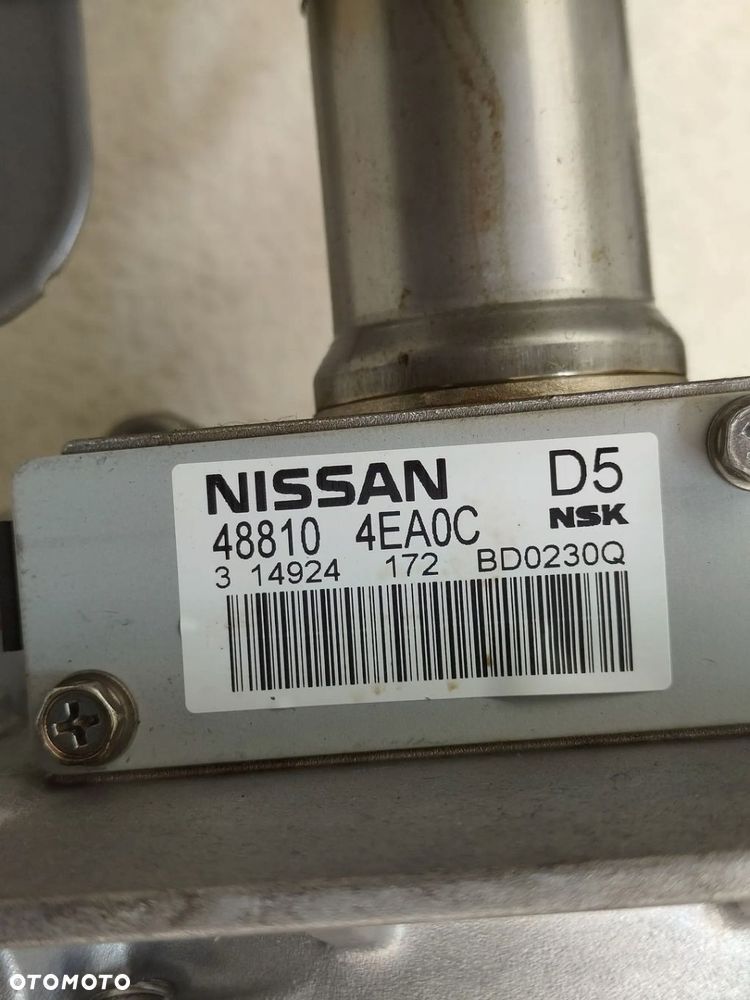 NISSAN D5
48810 4EA0C NSK
3 14924 172 BD0230Q
OTOMOTO